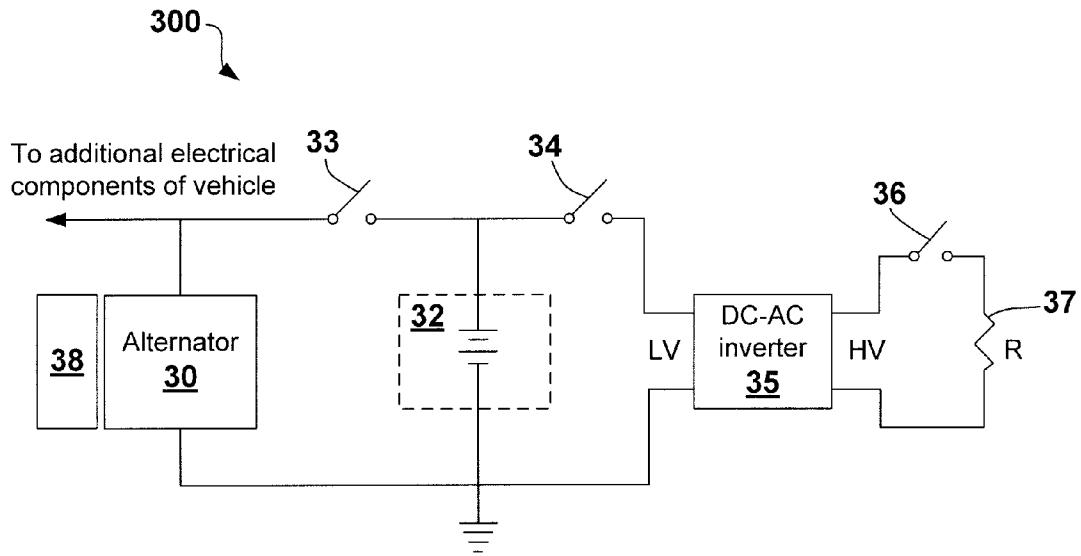 300
To additional electrical
components of vehicle
33
34
36
38
Alternator
30
32
LV
DC-AC
inverter
35
HV
37
R